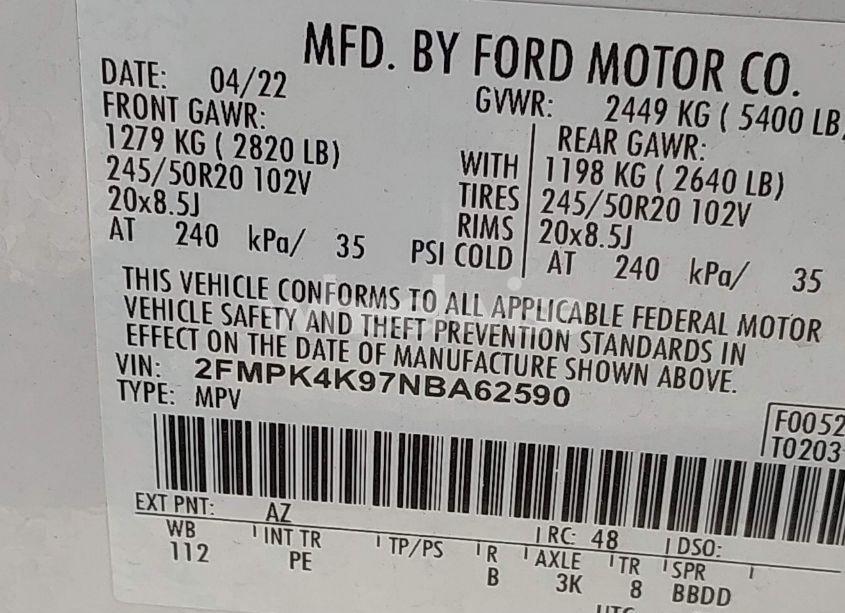 MFD. BY FORD MOTOR CO.
DATE: 04/22 GVWR: 2449 KG ( 5400 LB
FRONT GAWR: REAR GAWR:
1279 KG ( 2820 LB) WITH 1198 KG ( 2640 LB)
245/50R20 102V TIRES 245/50R20 102V
20x8.5J RIMS 20x8.5J
AT 240 kPa/ 35 PSI COLD AT 240 kPa/ 35
THIS VEHICLE CONFORMS TO ALL APPLICABLE FEDERAL MOTOR
VEHICLE SAFETY AND THEFT PREVENTION STANDARDS IN
EFFECT ON THE DATE OF MANUFACTURE SHOWN ABOVE.
VIN: 2FMPK4K97NBA62590
TYPE: MPV
F0052
T0203
EXT PNT: AZ RC: 48 DSO:
WB INT TR TP/PS R AXLE TR SPR
112 PE B 3K 8 BBDD
UTC